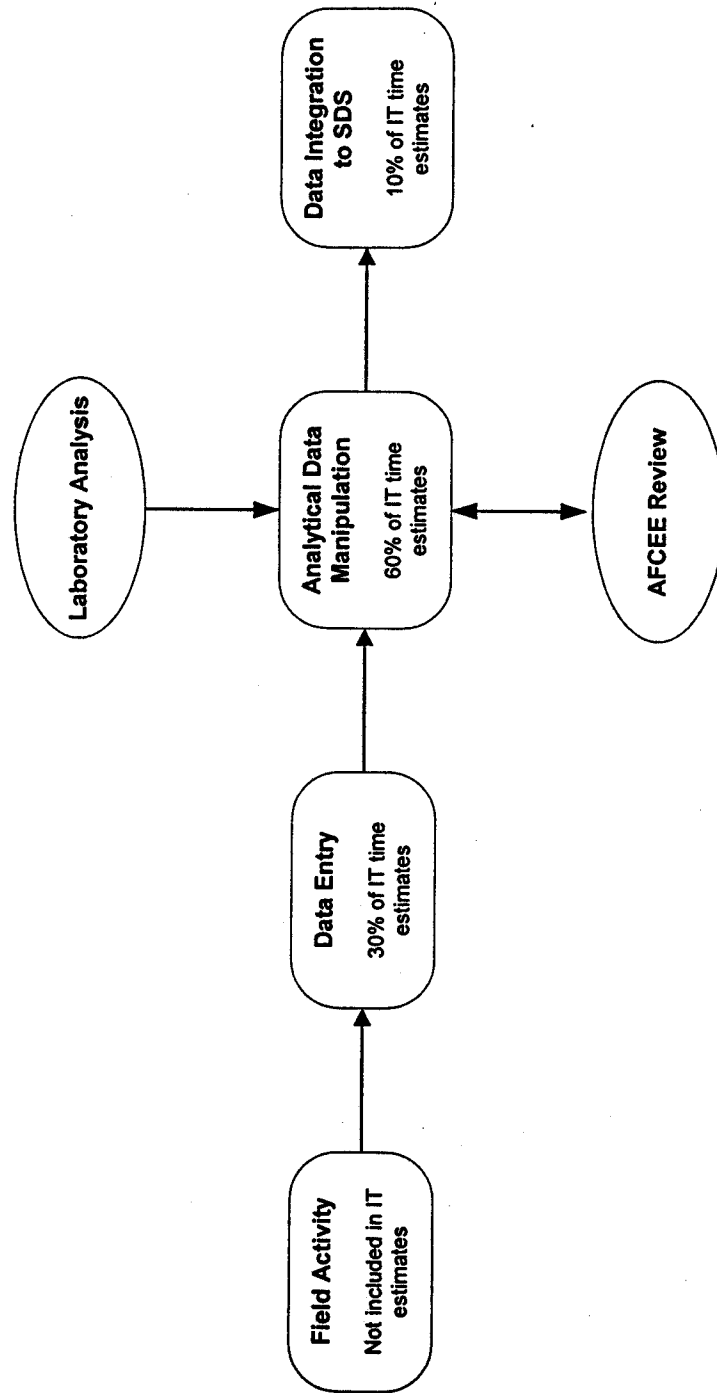 Laboratory Analysis
Field Activity
Not included in IT
estimates
Data Entry
30% of IT time
estimates
Analytical Data
Manipulation
60% of IT time
estimates
Data Integration
to SDS
10% of IT time
estimates
AFCEE Review